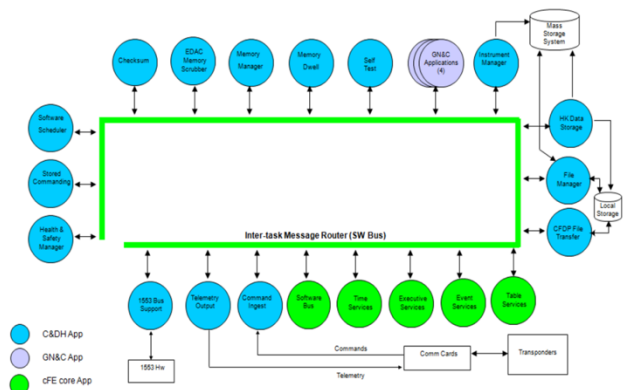 Mass
Storage
System
Checksum
EDAC
Memory
Scrubber
Memory
Manager
Memory
Dwell
Self
Test
GN&C
Applications
(4)
Instrument
Manager
Software
Scheduler
HK Data
Storage
Stored
Commanding
File
Manager
Local
Storage
Health &
Safety
Manager
CFDP File
Transfer
Inter-task Message Router (SW Bus)
1553 Bus
Support
Telemetry
Output
Command
Ingest
Software
Bus
Time
Services
Executive
Services
Event
Services
Table
Services
C&DH App
GN&C App
cFE core App
1553 Hw
Commands
Telemetry
Comm Cards
Transponders